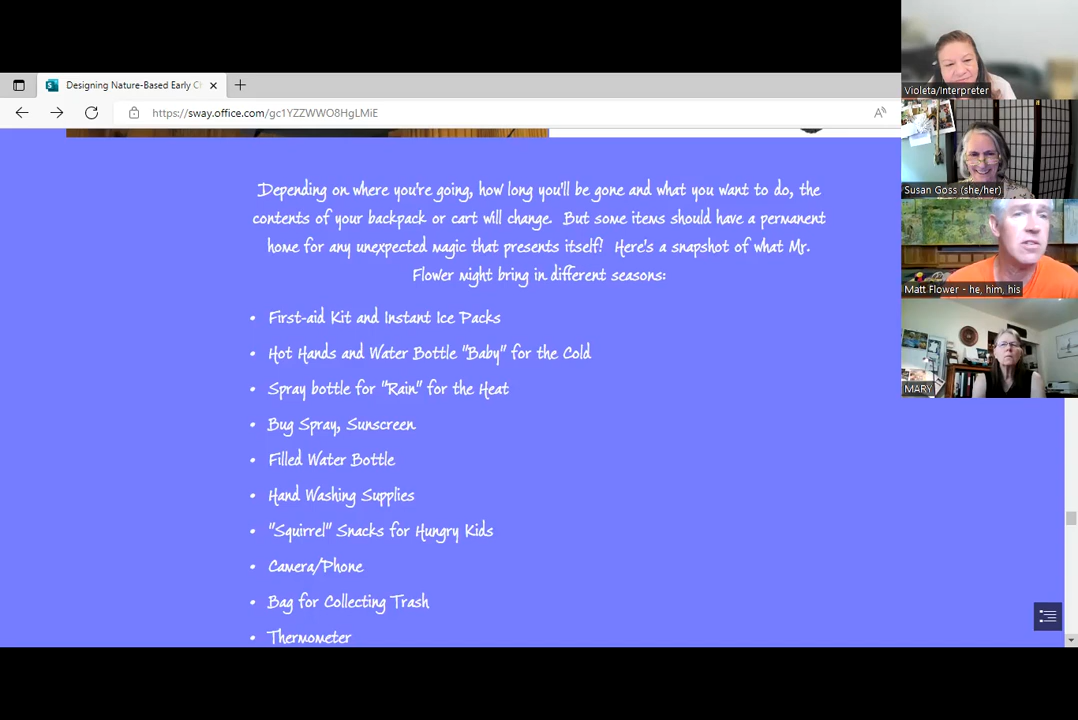 Designing Nature-Based Early Cl
https://sway.office.com/gc1YZZWWO8HgLMiE
Depending on where you're going, how long you'll be gone and what you want to do, the
contents of your backpack or cart will change. But some items should have a permanent
home for any unexpected magic that presents itself! Here's a snapshot of what Mr.
Flower might bring in different seasons:
• First-aid Kit and Instant Ice Packs
• Hot Hands and Water Bottle "Baby" for the Cold
• Spray bottle for "Rain" for the Heat
• Bug Spray, Sunscreen
• Filled Water Bottle
• Hand Washing Supplies
• "Squirrel" Snacks for Hungry Kids
• Camera/Phone
• Bag for Collecting Trash
• Thermometer
Violeta/Interpreter
Susan Goss (she/her)
Matt Flower - he, him, his
MARY